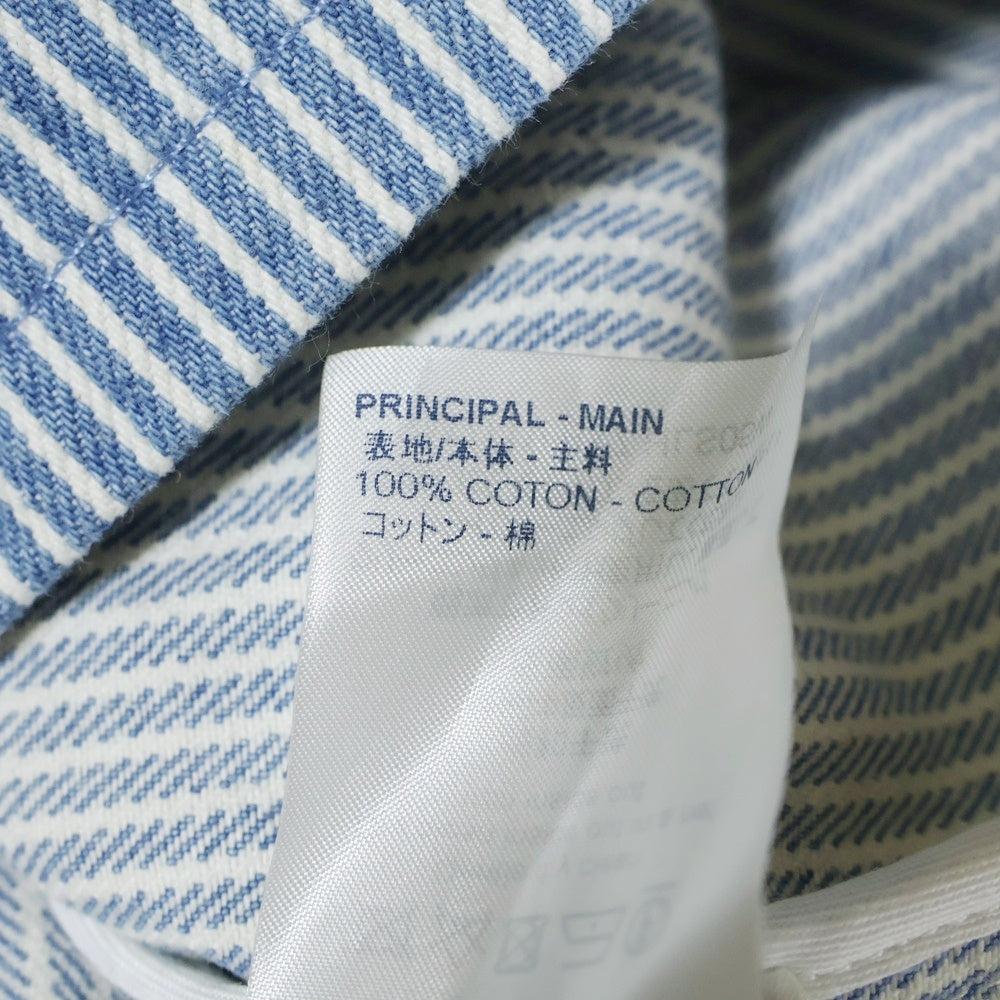 PRINCIPAL - MAIN
表地/本体 - 主料
100% COTON - COTTON
コットン - 棉